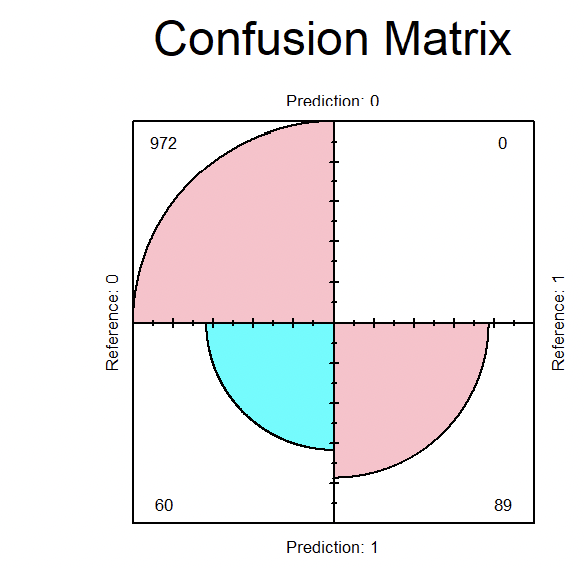 Confusion Matrix
Prediction: 0
972
0
Reference: 0
Reference: 1
60
89
Prediction: 1